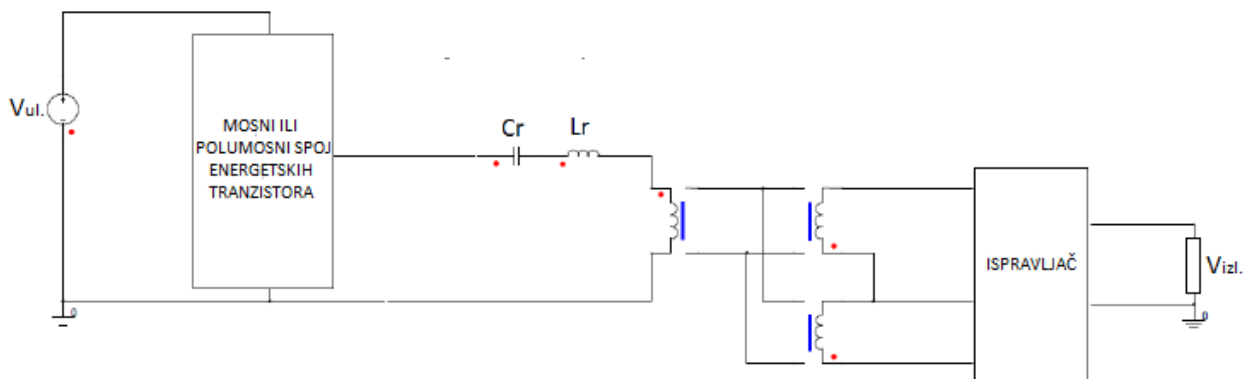 Vul.
MOSNI ILI
POLUMOSNI SPOJ
ENERGETSKIH
TRANZISTORA
Cr
Lr
ISPRAVLJAČ
Vizl.
0
0